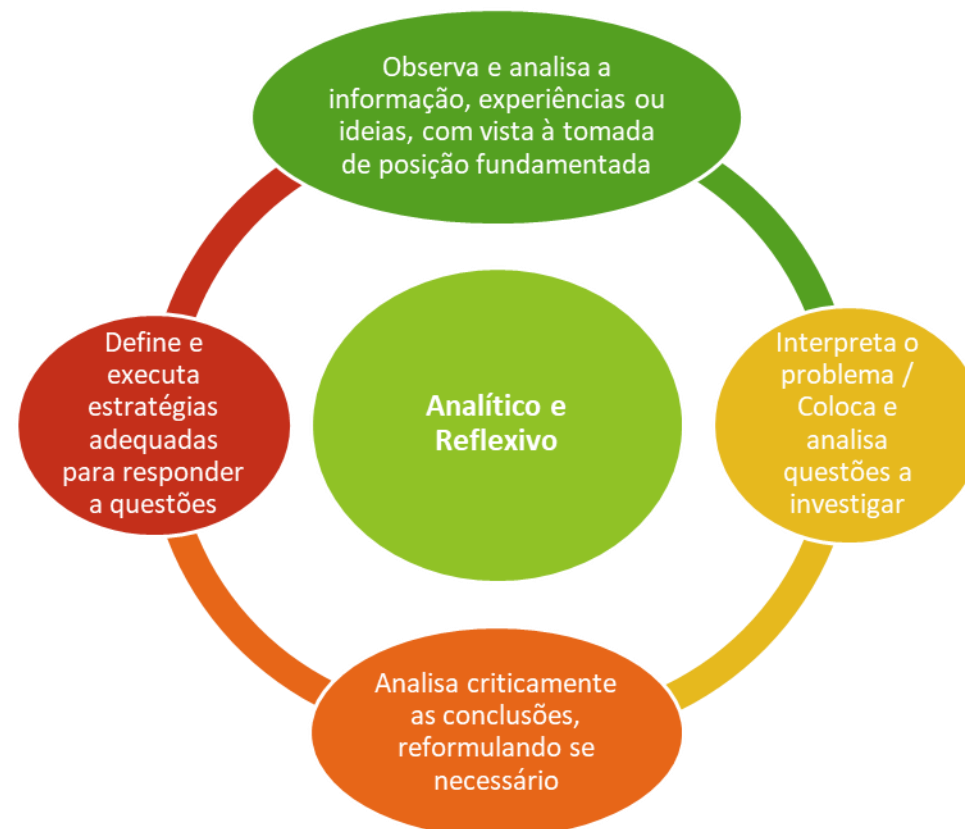 Observa e analisa a
informação, experiências ou
ideias, com vista à tomada
de posição fundamentada
Define e
executa
estratégias
adequadas
para responder
a questões
Analítico e
Reflexivo
Interpreta o
problema /
Coloca e
analisa
questões a
investigar
Analisa criticamente
as conclusões,
reformulando se
necessário